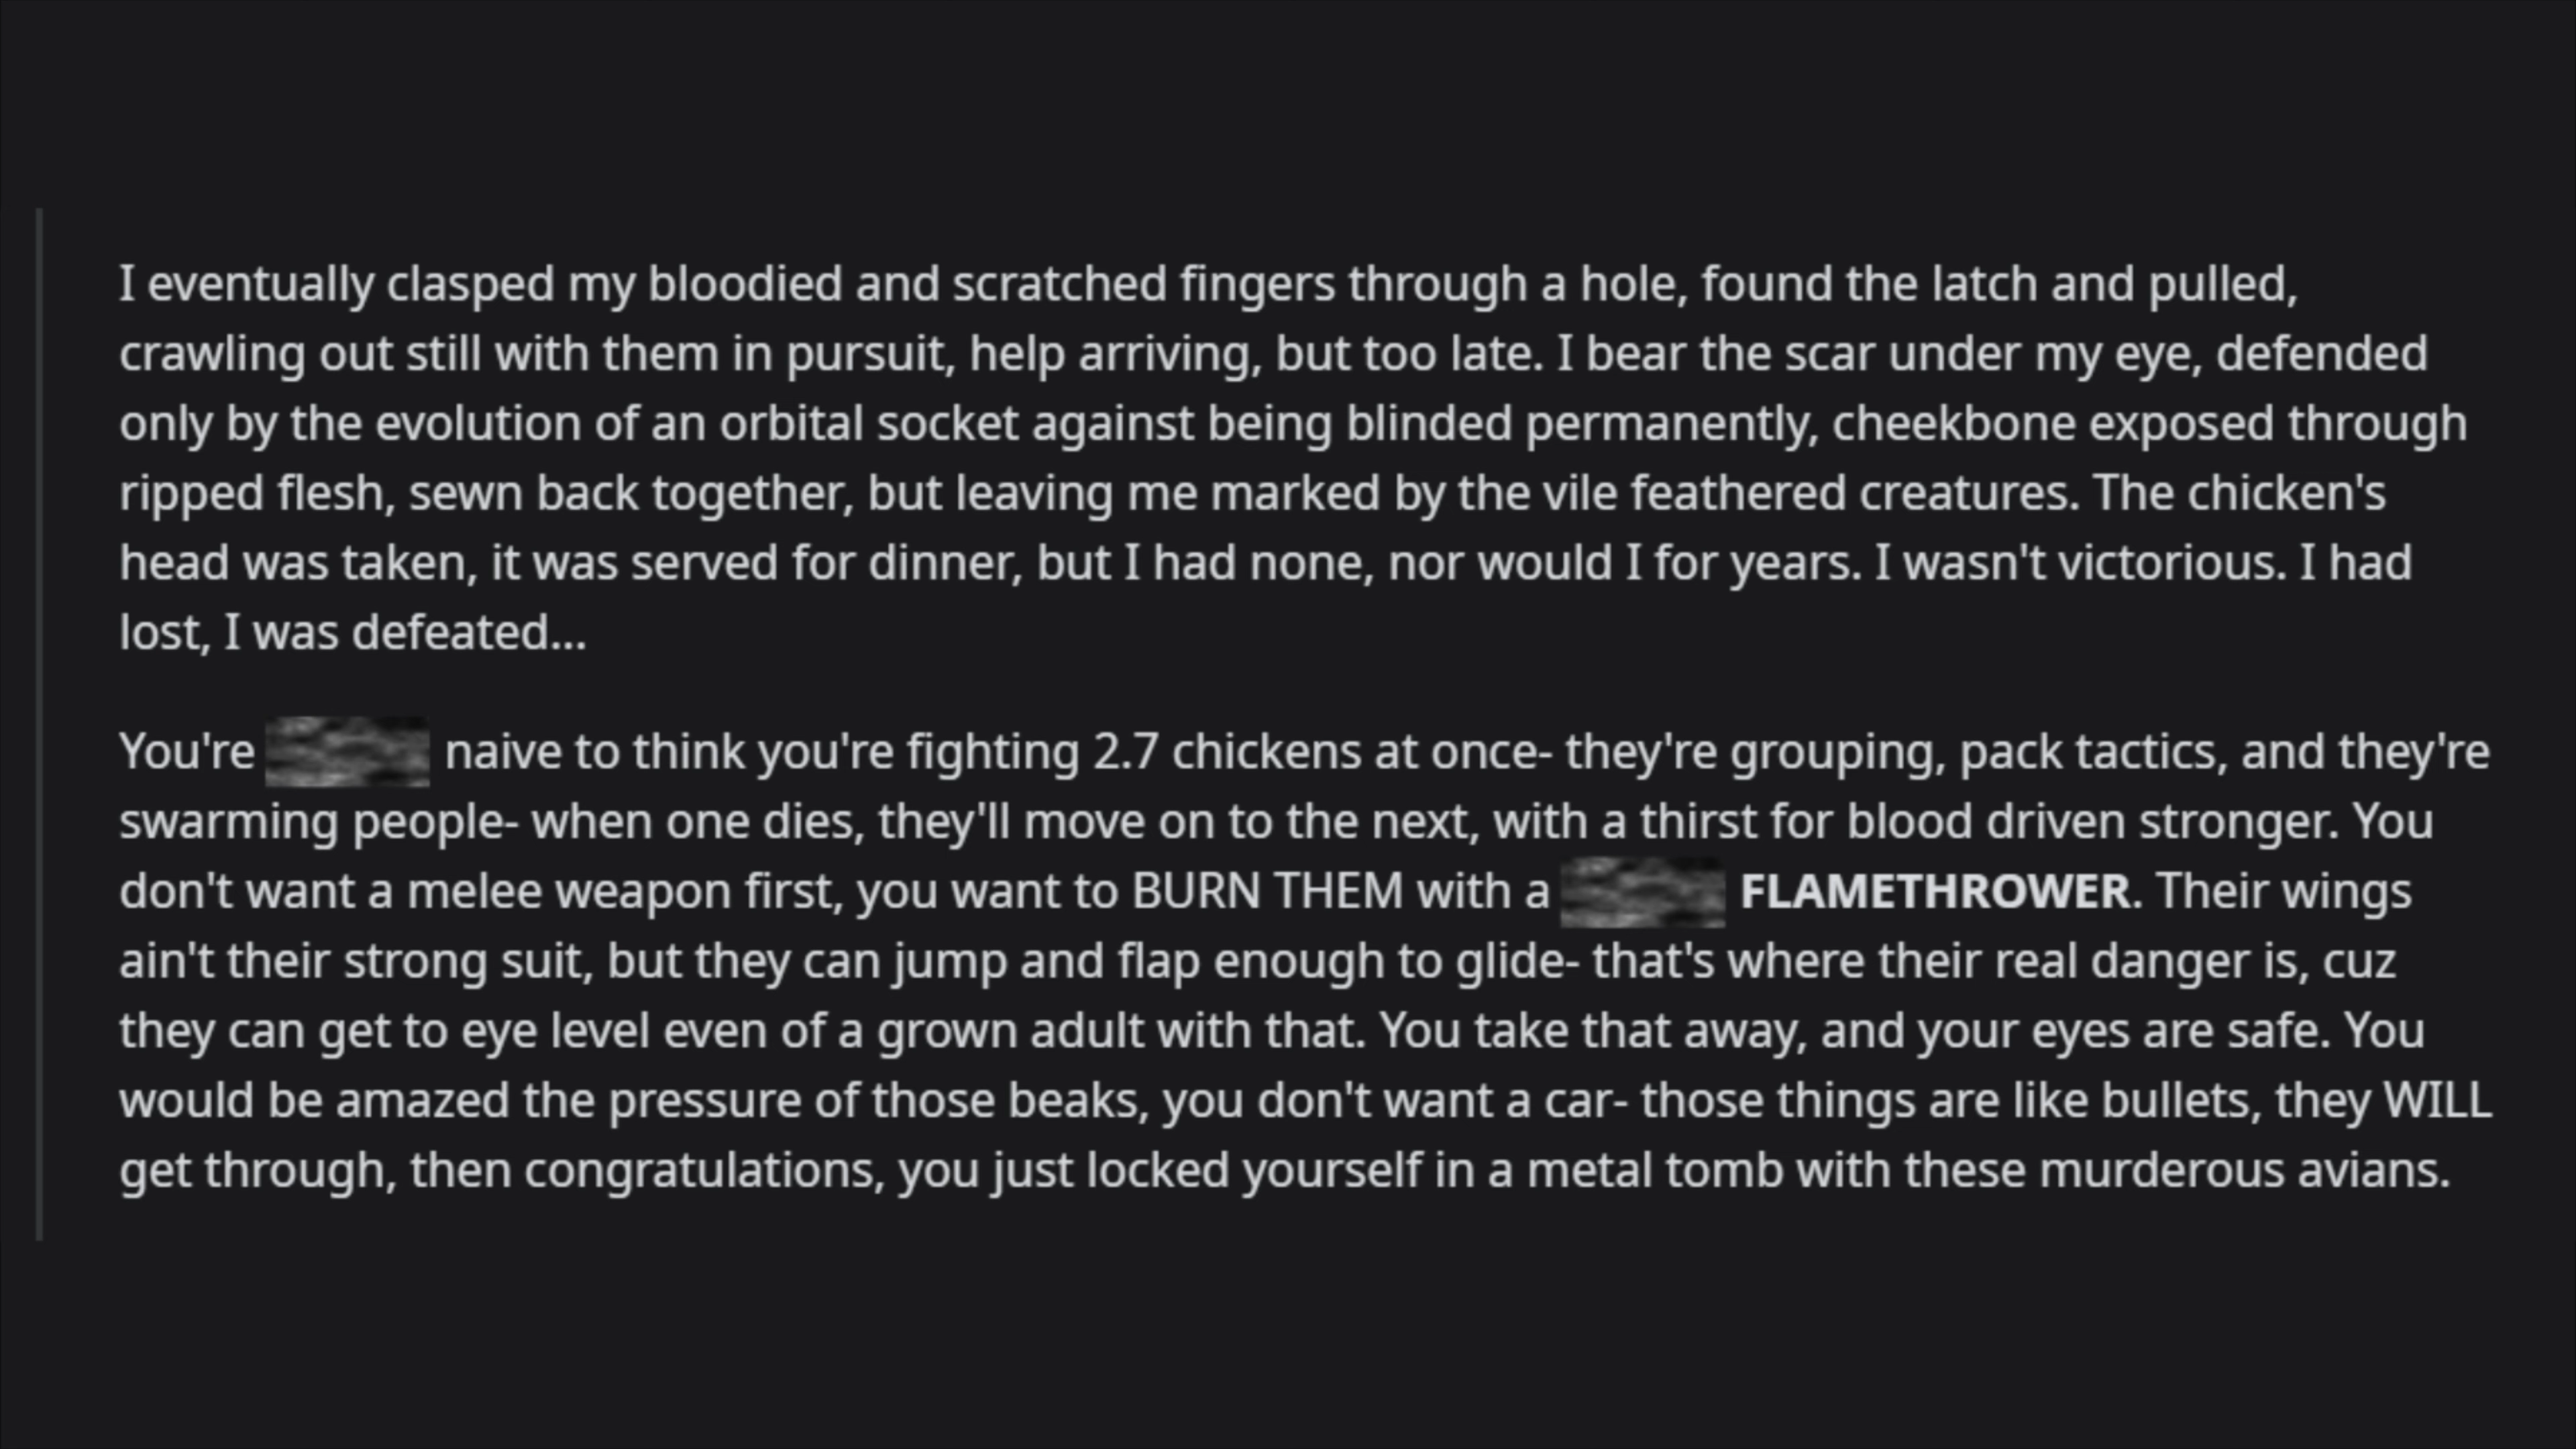 I eventually clasped my bloodied and scratched fingers through a hole, found the latch and pulled,
crawling out still with them in pursuit, help arriving, but too late. I bear the scar under my eye, defended
only by the evolution of an orbital socket against being blinded permanently, cheekbone exposed through
ripped flesh, sewn back together, but leaving me marked by the vile feathered creatures. The chicken's
head was taken, it was served for dinner, but I had none, nor would I for years. I wasn't victorious. I had
lost, I was defeated...
You're naive to think you're fighting 2.7 chickens at once- they're grouping, pack tactics, and they're
swarming people- when one dies, they'll move on to the next, with a thirst for blood driven stronger. You
don't want a melee weapon first, you want to BURN THEM with a FLAMETHROWER. Their wings
ain't their strong suit, but they can jump and flap enough to glide- that's where their real danger is, cuz
they can get to eye level even of a grown adult with that. You take that away, and your eyes are safe. You
would be amazed the pressure of those beaks, you don't want a car- those things are like bullets, they WILL
get through, then congratulations, you just locked yourself in a metal tomb with these murderous avians.